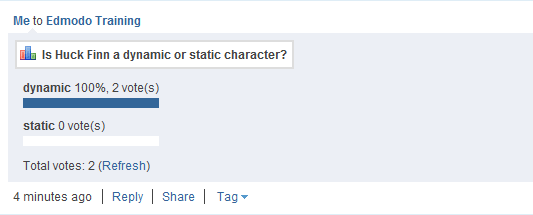 Me to Edmodo Training
Is Huck Finn a dynamic or static character?
dynamic 100%, 2 vote(s)
static 0 vote(s)
Total votes: 2 (Refresh)
4 minutes ago | Reply | Share | Tag